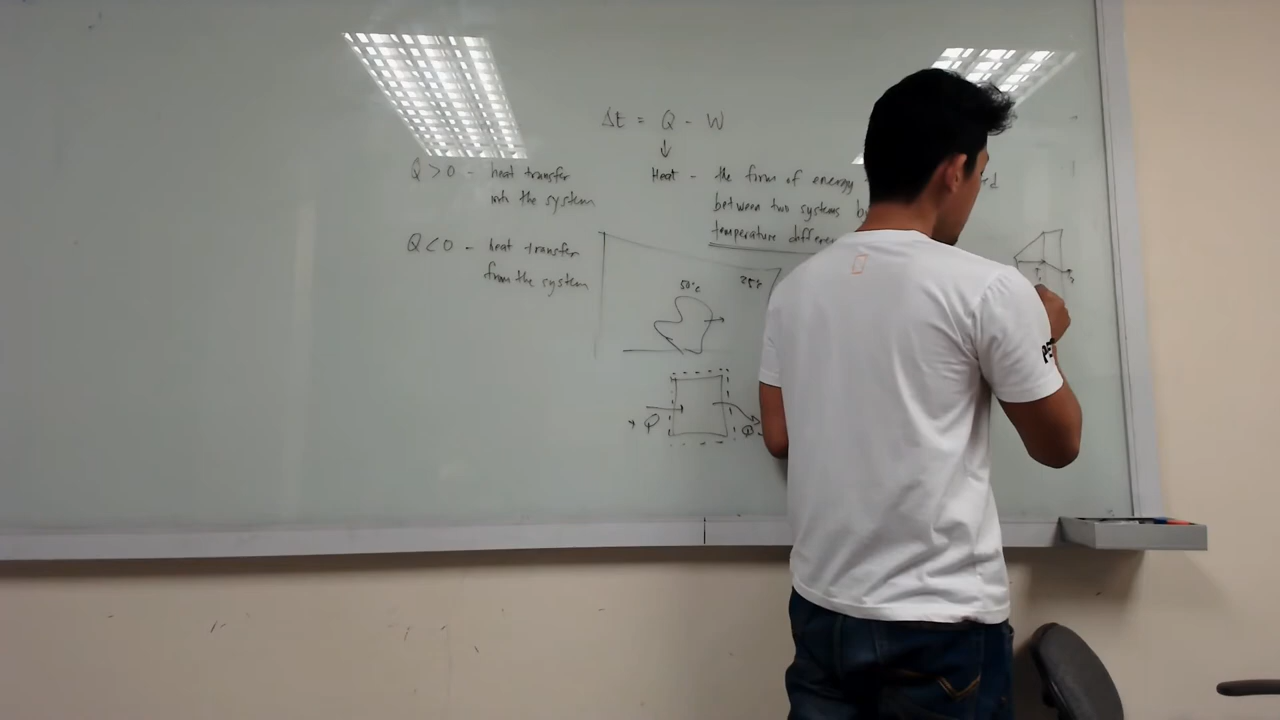 Δt = Q - W
Q > 0 - heat transfer
into the system
Q < 0 - heat transfer
from the system
Heat - the form of energy
between two systems
temperature
50°c
25°c
Q
Q